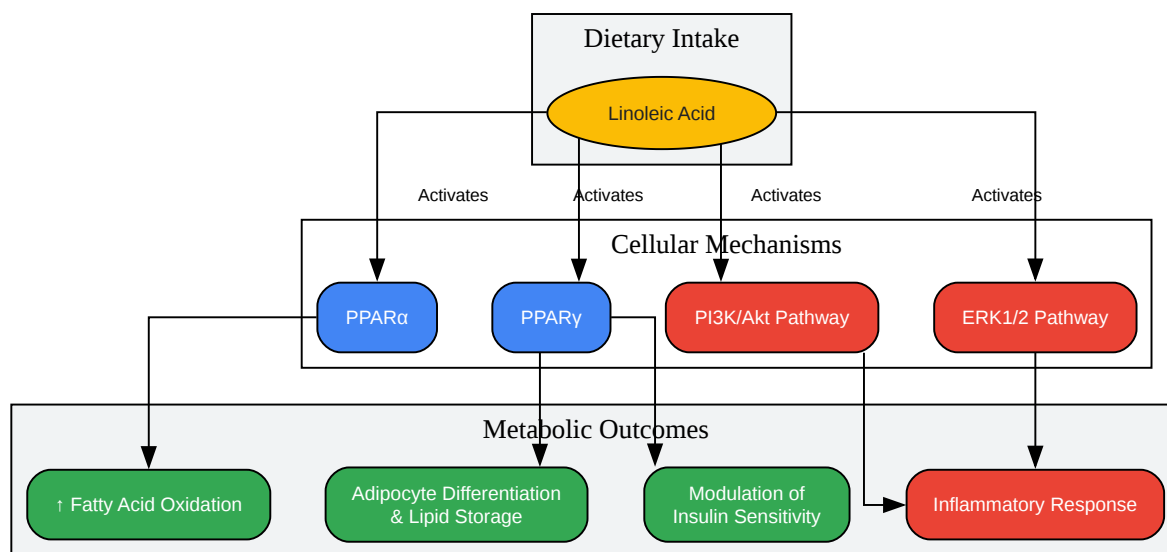 Dietary Intake
Linoleic Acid
Activates
Activates
Activates
Activates
Cellular Mechanisms
PPARα
PPARγ
PI3K/Akt Pathway
ERK1/2 Pathway
Metabolic Outcomes
↑ Fatty Acid Oxidation
Adipocyte Differentiation
& Lipid Storage
Modulation of
Insulin Sensitivity
Inflammatory Response